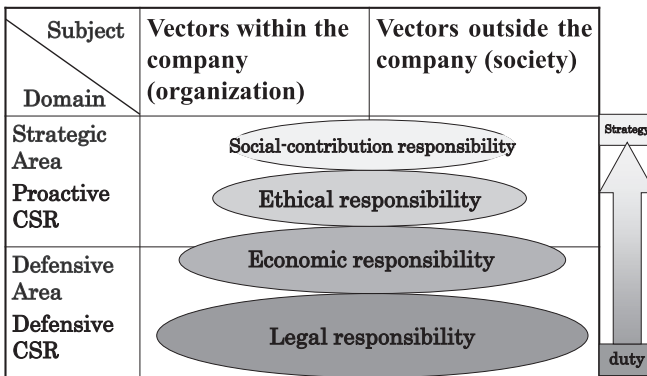 Subject
Domain
Vectors within the
company
(organization)
Vectors outside the
company (society)
Strategic
Area
Proactive
CSR
Social-contribution responsibility
Ethical responsibility
Strategy
Defensive
Area
Defensive
CSR
Economic responsibility
Legal responsibility
duty